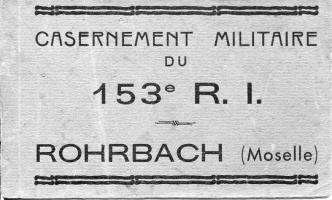 CASERNEMENT MILITAIRE
DU
153e R. I.
ROHRBACH (Moselle)